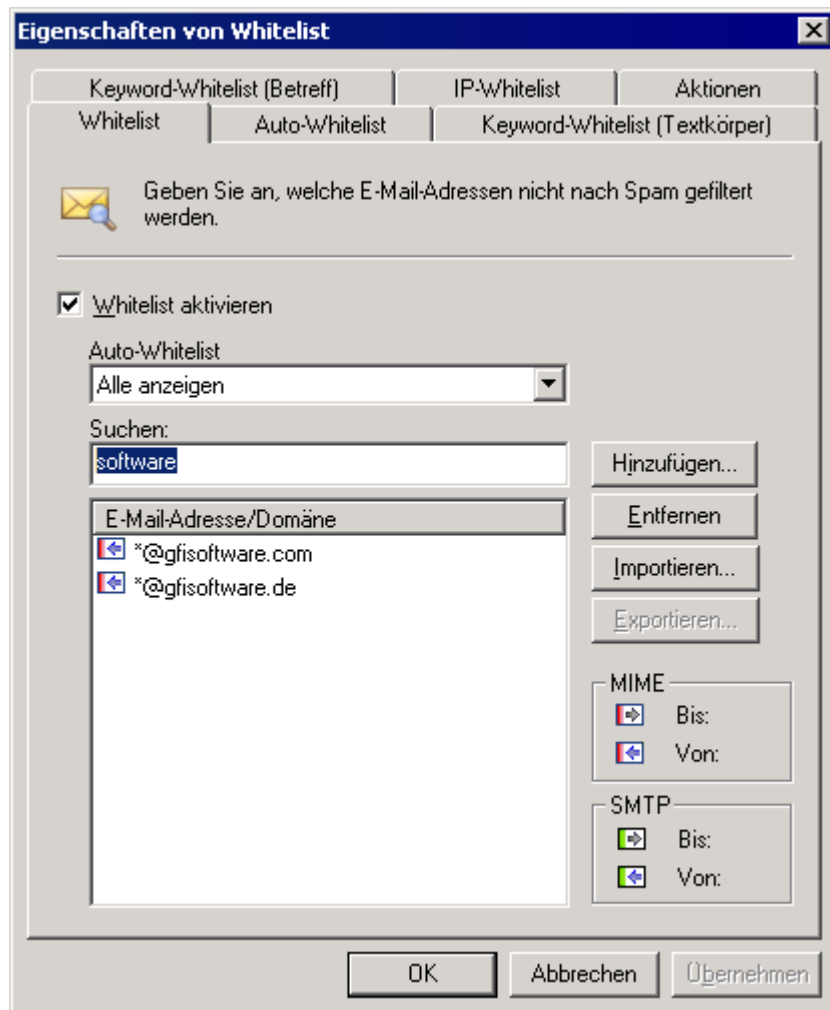 Eigenschaften von Whitelist
Keyword-Whitelist (Betreff)
IP-Whitelist
Aktionen
Whitelist
Auto-Whitelist
Keyword-Whitelist (Textkörper)
Geben Sie an, welche E-Mail-Adressen nicht nach Spam gefiltert
werden.
Whitelist aktivieren
Auto-Whitelist
Alle anzeigen
Suchen:
software
Hinzufügen...
E-Mail-Adresse/Domäne
*@gfisoftware.com
*@gfisoftware.de
Entfernen
Importieren...
Exportieren...
MIME
Bis:
Von:
SMTP
Bis:
Von:
OK
Abbrechen
Übernehmen